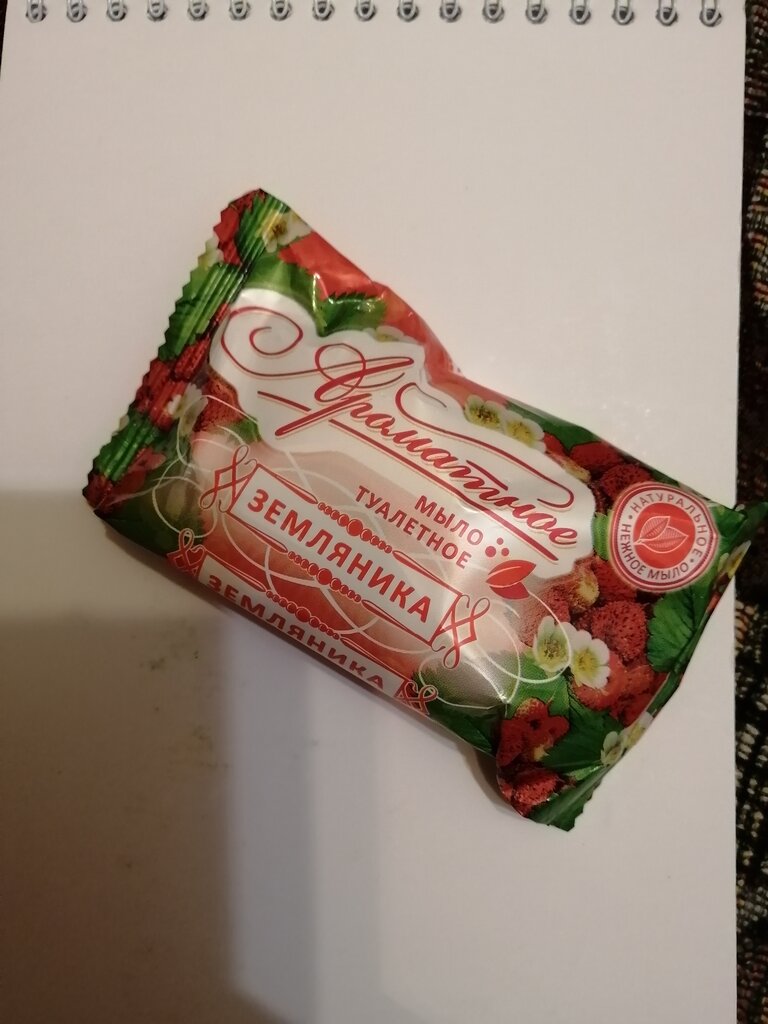 Ароматное
МЫЛО
ТУАЛЕТНОЕ
ЗЕМЛЯНИКА
ЗЕМЛЯНИКА
• НАТУРАЛЬНОЕ •
НЕЖНОЕ МЫЛО